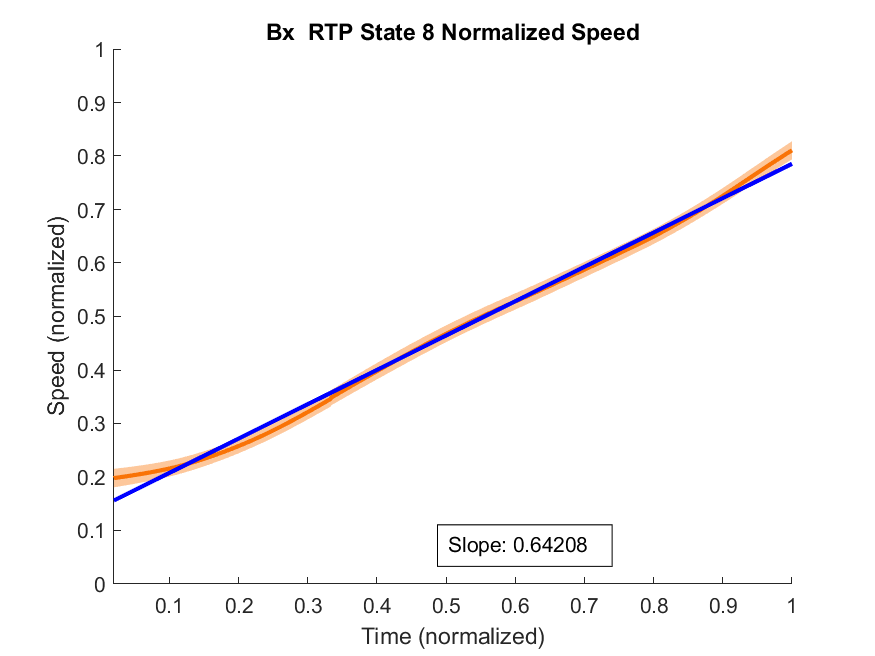 Bx  RTP State 8 Normalized Speed
1
0.9
0.8
0.7
0.6
0.5
0.4
0.3
0.2
0.1
0
Speed (normalized)
Slope: 0.64208
0.1 0.2 0.3 0.4 0.5 0.6 0.7 0.8 0.9 1
Time (normalized)